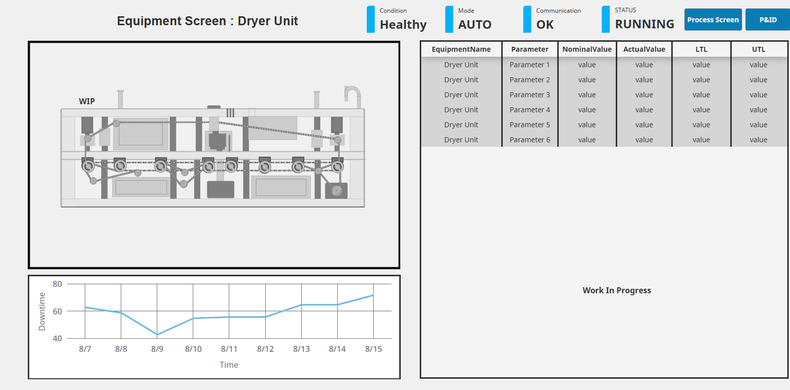 Equipment Screen : Dryer Unit
Condition
Healthy
Mode
AUTO
Communication
OK
STATUS
RUNNING
Process Screen
P&ID
WIP
EquipmentName Parameter NominalValue ActualValue LTL UTL
Dryer Unit Parameter 1 value value value value
Dryer Unit Parameter 2 value value value value
Dryer Unit Parameter 3 value value value value
Dryer Unit Parameter 4 value value value value
Dryer Unit Parameter 5 value value value value
Dryer Unit Parameter 6 value value value value
Work In Progress
Downtime
80
60
40
8/7 8/8 8/9 8/10 8/11 8/12 8/13 8/14 8/15
Time